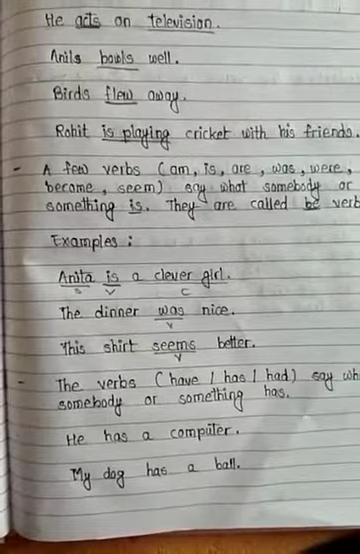 He acts on television.
Anils bowls well.
Birds flew away.
Rohit is playing cricket with his friends.
- A few verbs (am, is, are, was, were,
become, seem) say what somebody or
something is. They are called be verb
Examples :
Anita is a clever girl.
S V C
The dinner was nice.
V
This shirt seems better.
V
- The verbs (have / has / had) say wh
somebody or something has.
He has a computer.
My dog has a ball.